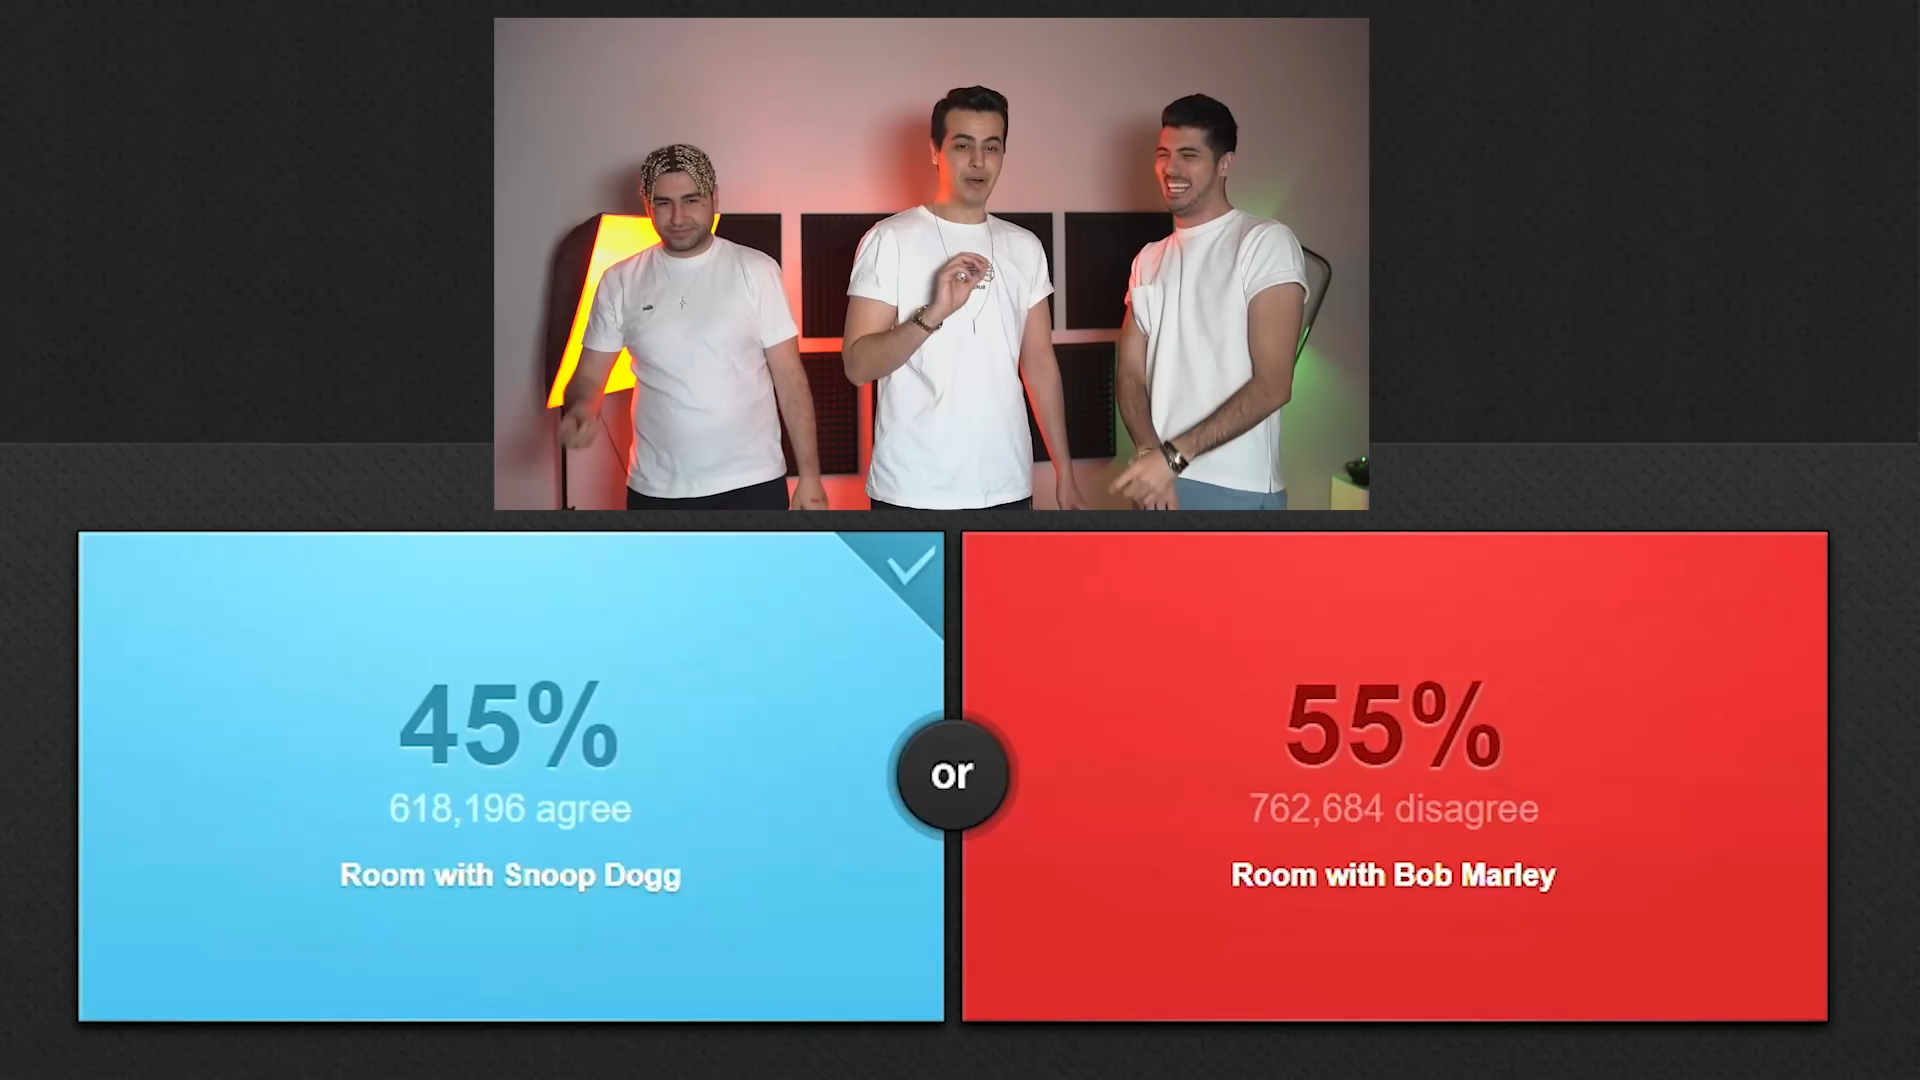 45%
618,196 agree
Room with Snoop Dogg
or
55%
762,684 disagree
Room with Bob Marley